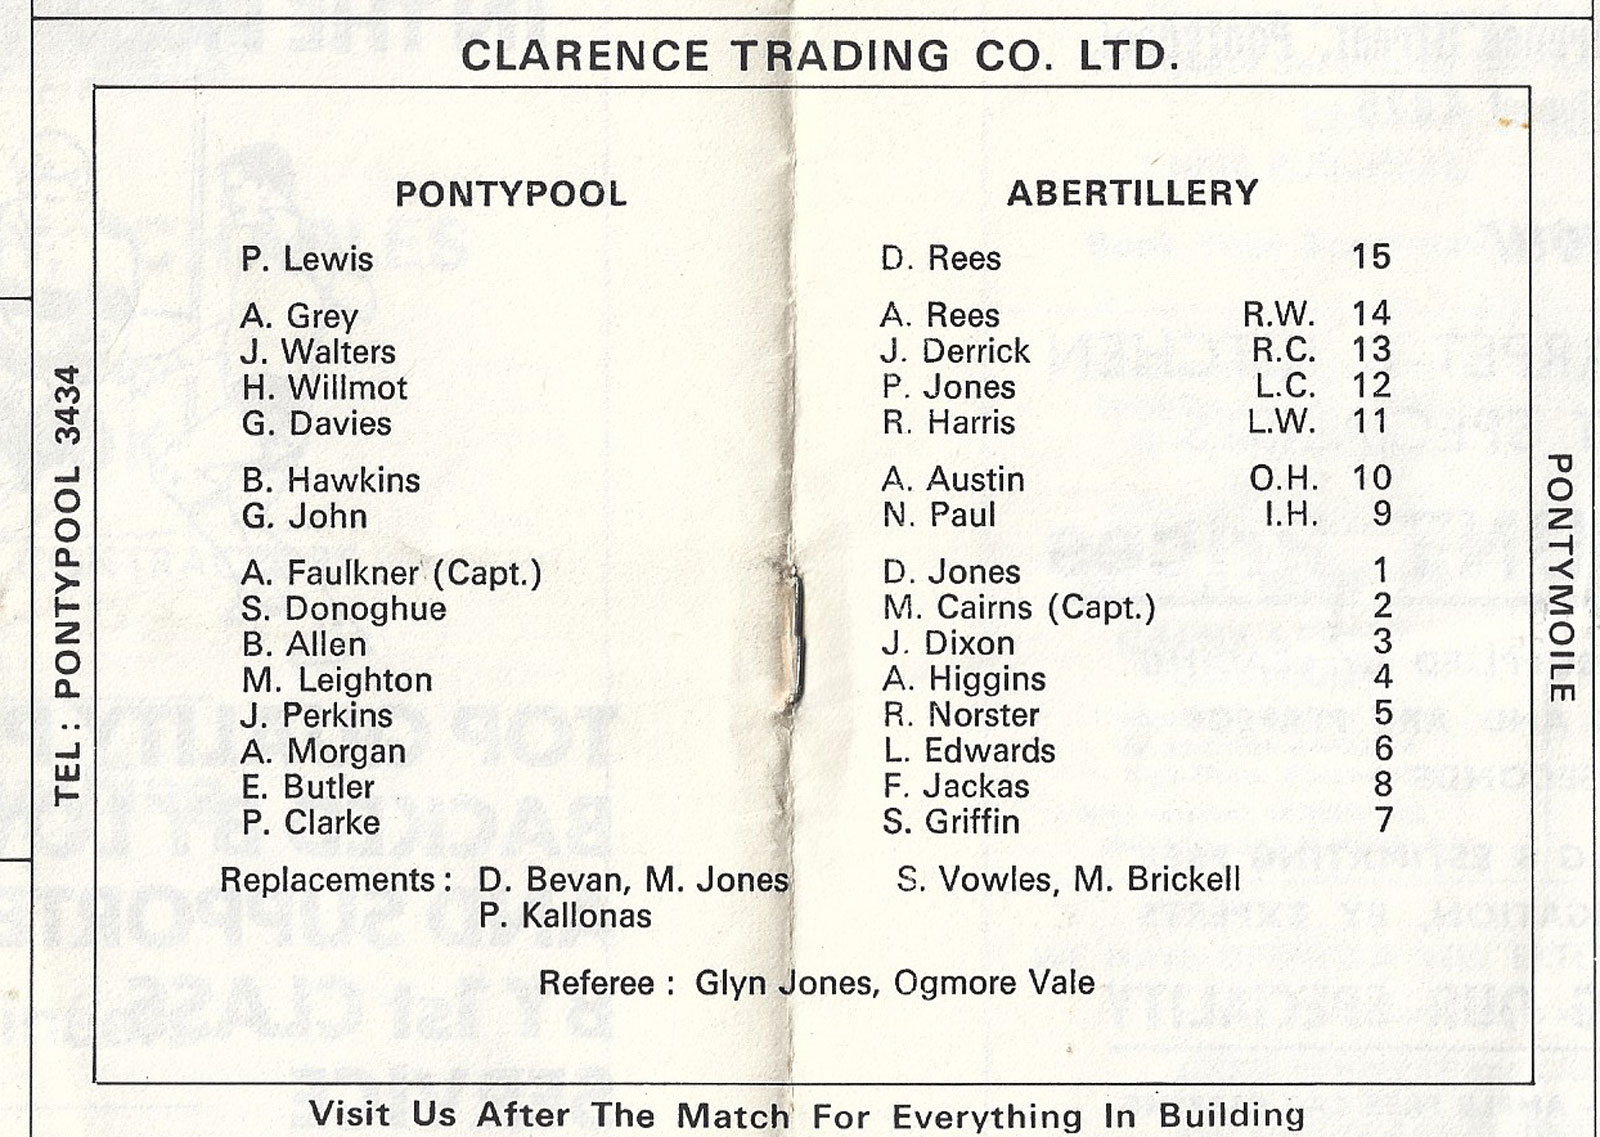 CLARENCE TRADING CO. LTD.
TEL : PONTYPOOL 3434
PONTYPOOL
P. Lewis
A. Grey
J. Walters
H. Willmot
G. Davies
B. Hawkins
G. John
A. Faulkner (Capt.)
S. Donoghue
B. Allen
M. Leighton
J. Perkins
A. Morgan
E. Butler
P. Clarke
Replacements : D. Bevan, M. Jones
P. Kallonas
ABERTILLERY
D. Rees 15
A. Rees R.W. 14
J. Derrick R.C. 13
P. Jones L.C. 12
R. Harris L.W. 11
A. Austin O.H. 10
N. Paul I.H. 9
D. Jones 1
M. Cairns (Capt.) 2
J. Dixon 3
A. Higgins 4
R. Norster 5
L. Edwards 6
F. Jackas 8
S. Griffin 7
S. Vowles, M. Brickell
Referee : Glyn Jones, Ogmore Vale
PONTYMOILE
Visit Us After The Match For Everything In Building